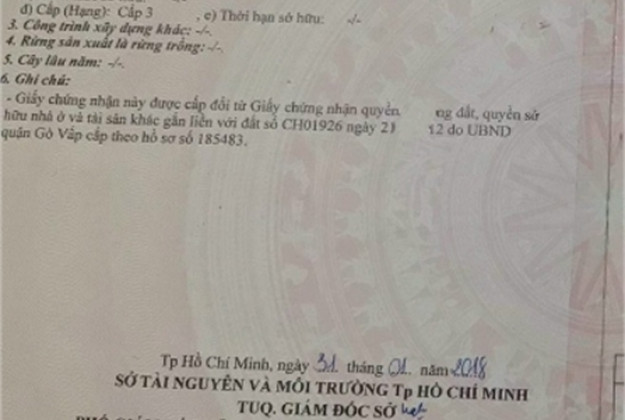 đ) Cấp (Hạng): Cấp 3 , e) Thời hạn sở hữu: -/-
3. Công trình xây dựng khác: -/-.
4. Rừng sản xuất là rừng trồng: -/-.
5. Cây lâu năm: -/-.
6. Ghi chú:
- Giấy chứng nhận này được cấp đổi từ Giấy chứng nhận quyền ng đất, quyền sở
hữu nhà ở và tài sản khác gắn liền với đất số CH01926 ngày 2 12 do UBND
quận Gò Vấp cấp theo hồ sơ số 185483.
Tp Hồ Chí Minh, ngày 31 tháng 01 năm 2018
SỞ TÀI NGUYÊN VÀ MÔI TRƯỜNG Tp HỒ CHÍ MINH
TUQ. GIÁM ĐỐC SỞ